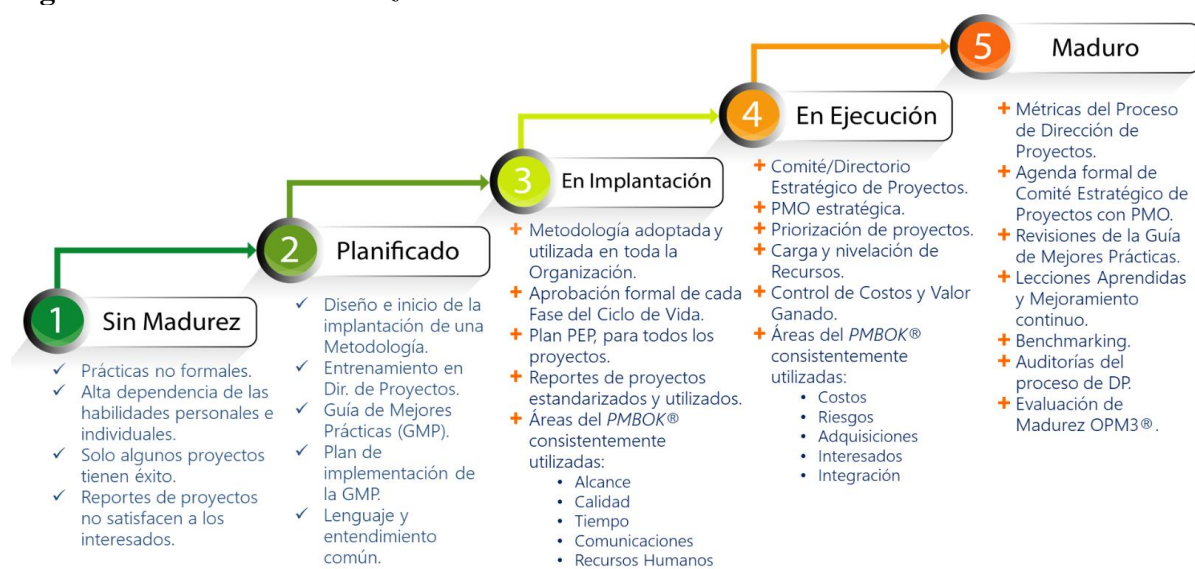 1
Sin Madurez
✓ Prácticas no formales.
✓ Alta dependencia de las
habilidades personales e
individuales.
✓ Solo algunos proyectos
tienen éxito.
✓ Reportes de proyectos
no satisfacen a los
interesados.
2
Planificado
✓ Diseño e inicio de la
implantación de una
Metodología.
✓ Entrenamiento en
Dir. de Proyectos.
✓ Guía de Mejores
Prácticas (GMP).
✓ Plan de
implementación de
la GMP.
✓ Lenguaje y
entendimiento
común.
3
En Implantación
+ Metodología adoptada y
utilizada en toda la
Organización.
+ Aprobación formal de cada
Fase del Ciclo de Vida.
+ Plan PEP, para todos los
proyectos.
+ Reportes de proyectos
estandarizados y utilizados.
+ Áreas del PMBOK®
consistentemente
utilizadas:
• Alcance
• Calidad
• Tiempo
• Comunicaciones
• Recursos Humanos
4
En Ejecución
+ Comité/Directorio
Estratégico de Proyectos.
+ PMO estratégica.
+ Priorización de proyectos.
+ Carga y nivelación de
Recursos.
+ Control de Costos y Valor
Ganado.
+ Áreas del PMBOK®
consistentemente
utilizadas:
• Costos
• Riesgos
• Adquisiciones
• Interesados
• Integración
5
Maduro
+ Métricas del Proceso
de Dirección de
Proyectos.
+ Agenda formal de
Comité Estratégico de
Proyectos con PMO.
+ Revisiones de la Guía
de Mejores Prácticas.
+ Lecciones Aprendidas
y Mejoramiento
continuo.
+ Benchmarking.
+ Auditorías del
proceso de DP.
+ Evaluación de
Madurez OPM3®.